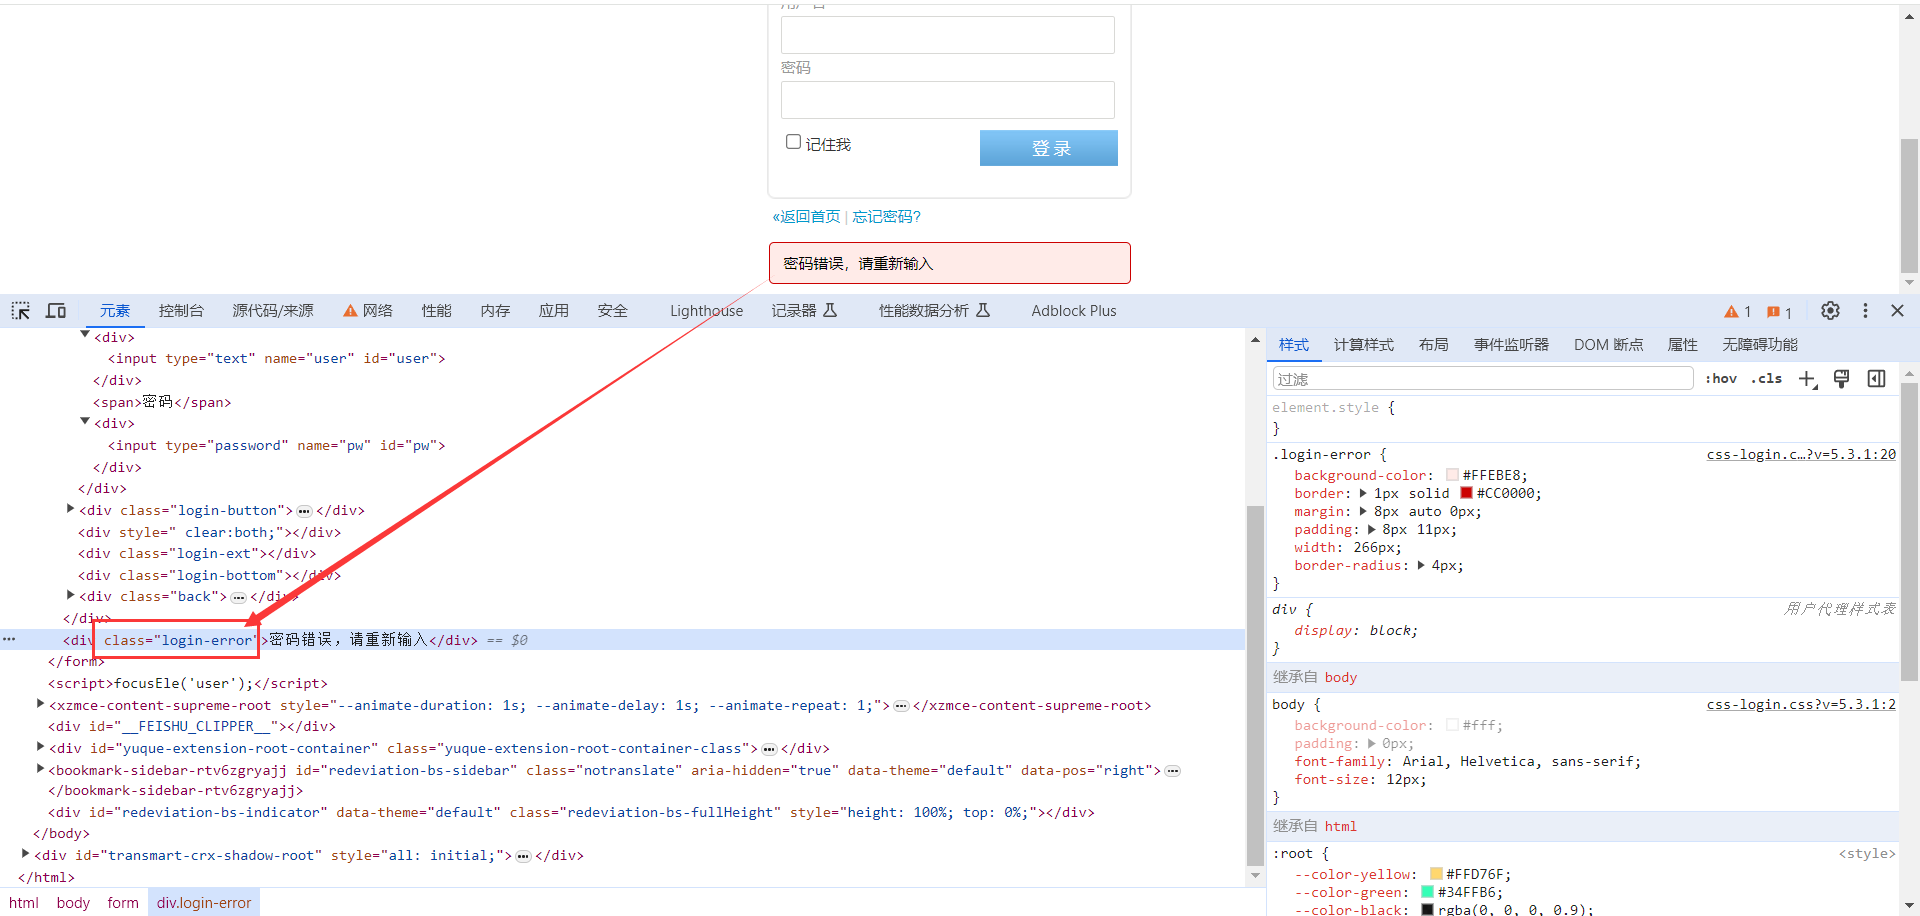 用户名
密码
记住我
登录
«返回首页 | 忘记密码?
密码错误，请重新输入
元素 控制台 源代码/来源 网络 性能 内存 应用 安全 Lighthouse 记录器 性能数据分析 Adblock Plus 1 1
<div>
<input type="text" name="user" id="user">
</div>
<span>密码</span>
<div>
<input type="password" name="pw" id="pw">
</div>
</div>
<div class="login-button"> … </div>
<div style=" clear:both;"></div>
<div class="login-ext"></div>
<div class="login-bottom"></div>
<div class="back"> … </div>
</div>
… <div class="login-error">密码错误，请重新输入</div> == $0
</form>
<script>focusEle('user');</script>
<xzmce-content-supreme-root style="--animate-duration: 1s; --animate-delay: 1s; --animate-repeat: 1;"> … </xzmce-content-supreme-root>
<div id="__FEISHU_CLIPPER__"></div>
<div id="yuque-extension-root-container" class="yuque-extension-root-container-class"> … </div>
<bookmark-sidebar-rtv6zgryajj id="redeviation-bs-sidebar" class="notranslate" aria-hidden="true" data-theme="default" data-pos="right"> …
</bookmark-sidebar-rtv6zgryajj>
<div id="redeviation-bs-indicator" data-theme="default" class="redeviation-bs-fullHeight" style="height: 100%; top: 0%;"></div>
</body>
<div id="transmart-crx-shadow-root" style="all: initial;"> … </div>
</html>
html body form div.login-error
样式 计算样式 布局 事件监听器 DOM 断点 属性 无障碍功能
过滤 :hov .cls
element.style {
}
.login-error { css-login.c…?v=5.3.1:20
background-color: #FFEBE8;
border: 1px solid #CC0000;
margin: 8px auto 0px;
padding: 8px 11px;
width: 266px;
border-radius: 4px;
}
div { 用户代理样式表
display: block;
}
继承自 body
body { css-login.css?v=5.3.1:2
background-color: #fff;
padding: 0px;
font-family: Arial, Helvetica, sans-serif;
font-size: 12px;
}
继承自 html
:root { <style>
--color-yellow: #FFD76F;
--color-green: #34FFB6;
--color-black: rgba(0, 0, 0, 0.9);